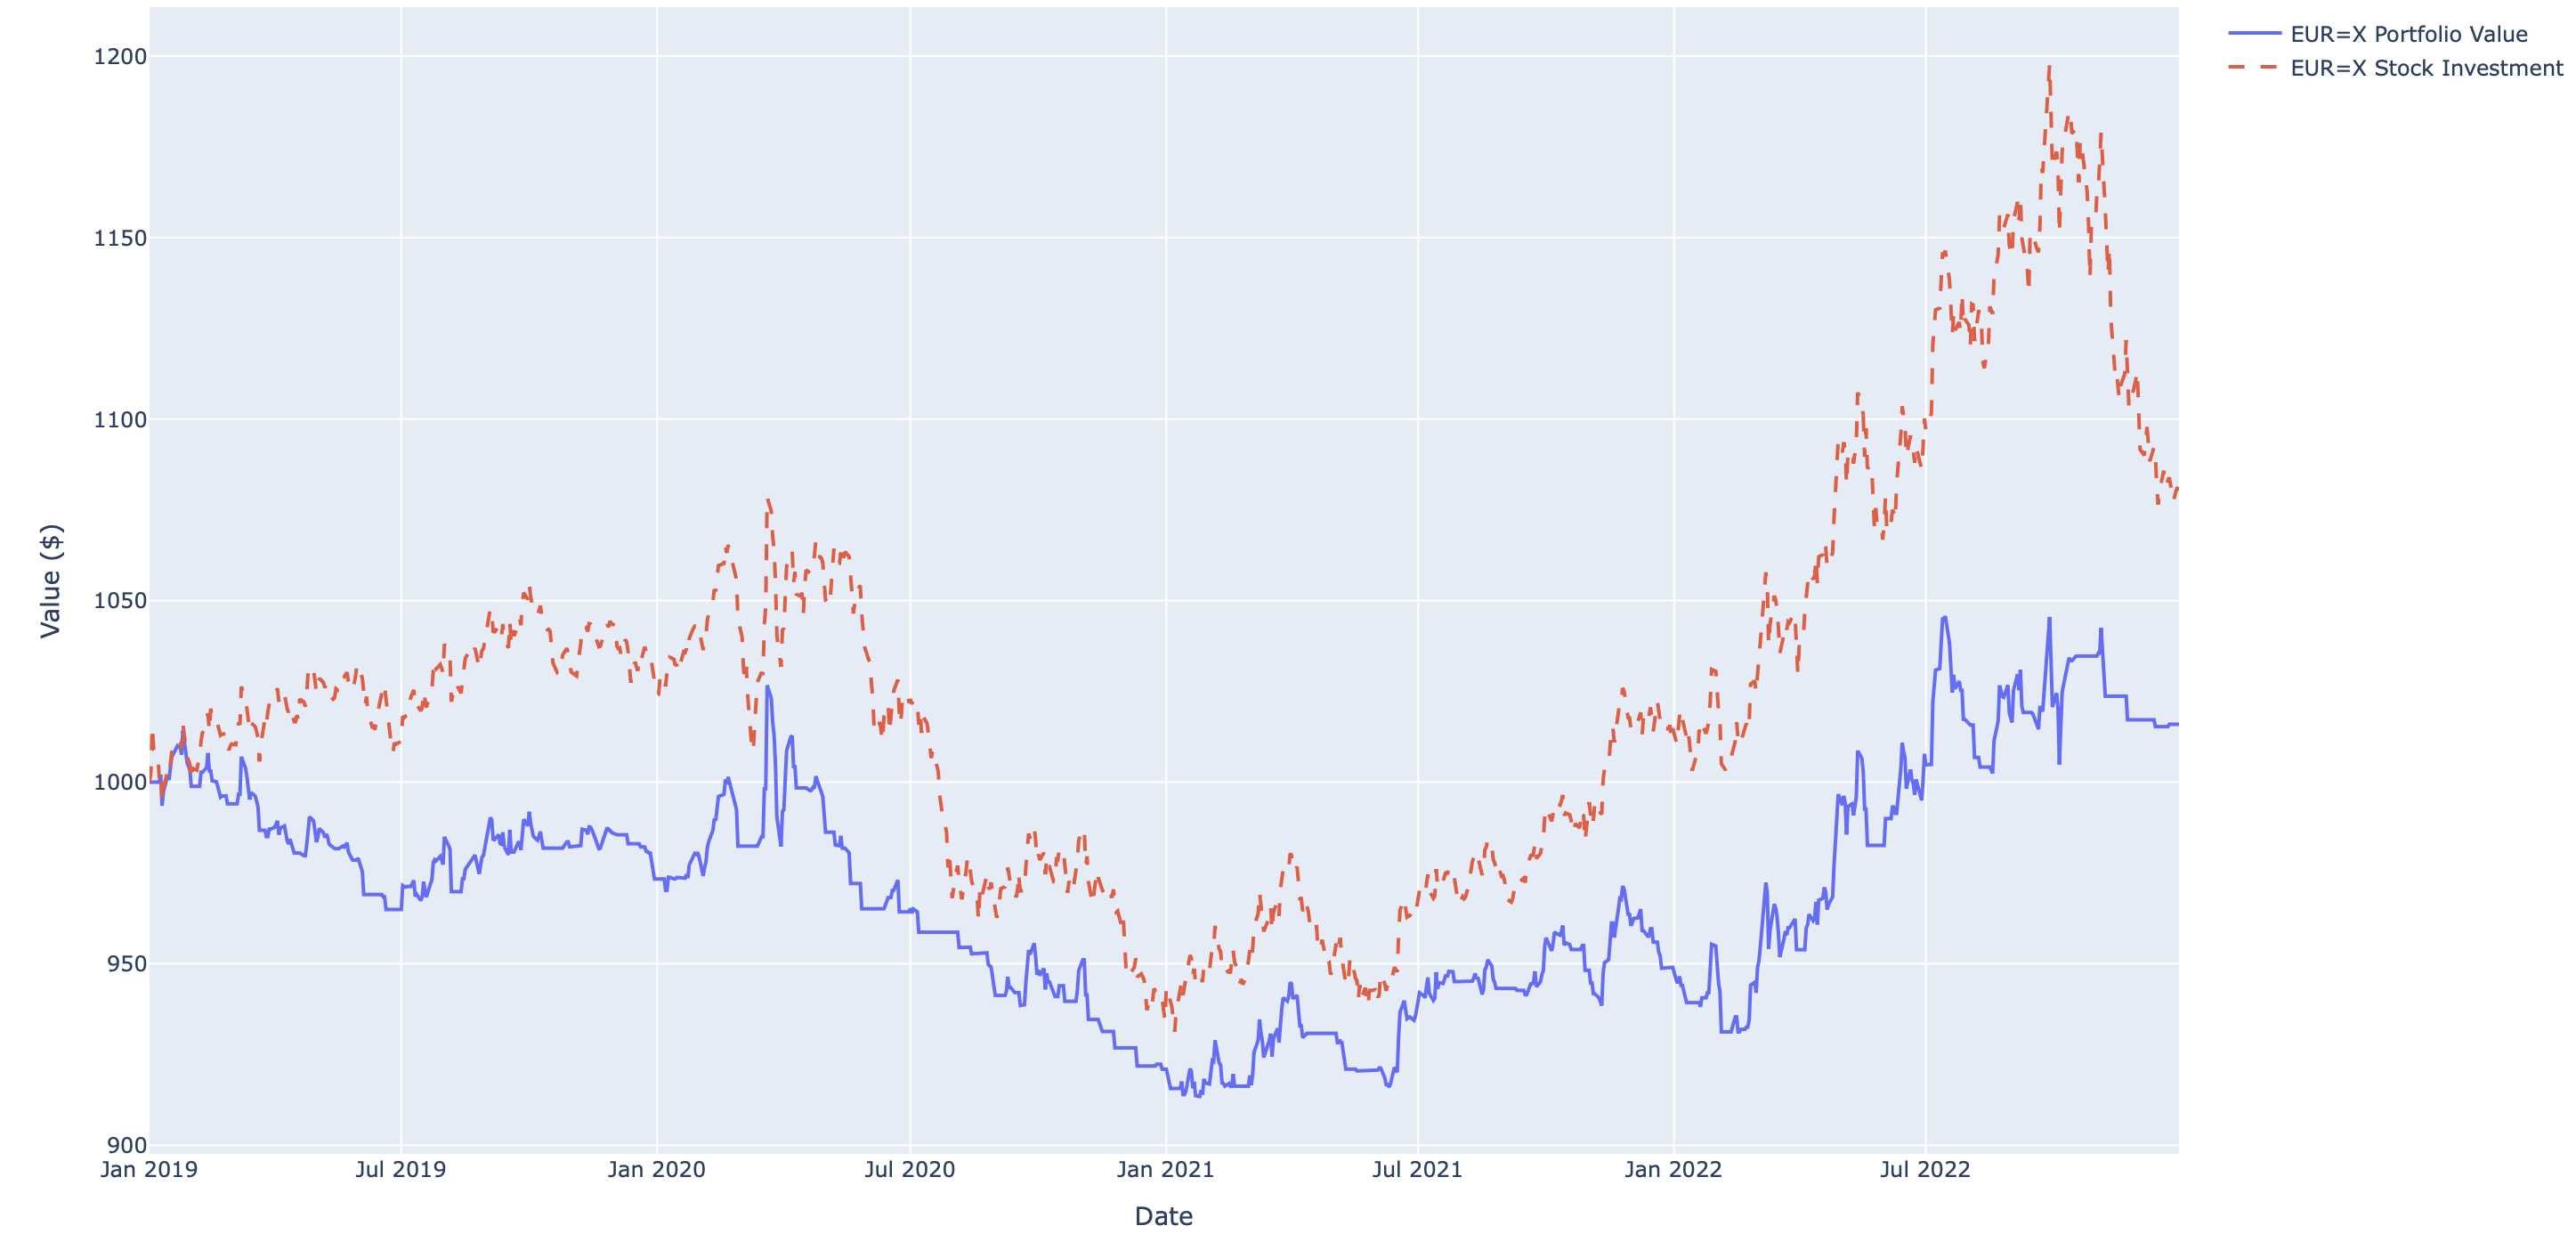 EUR=X Portfolio Value
EUR=X Stock Investment
Value ($)
1200
1150
1100
1050
1000
950
900
Jan 2019
Jul 2019
Jan 2020
Jul 2020
Jan 2021
Jul 2021
Jan 2022
Jul 2022
Date